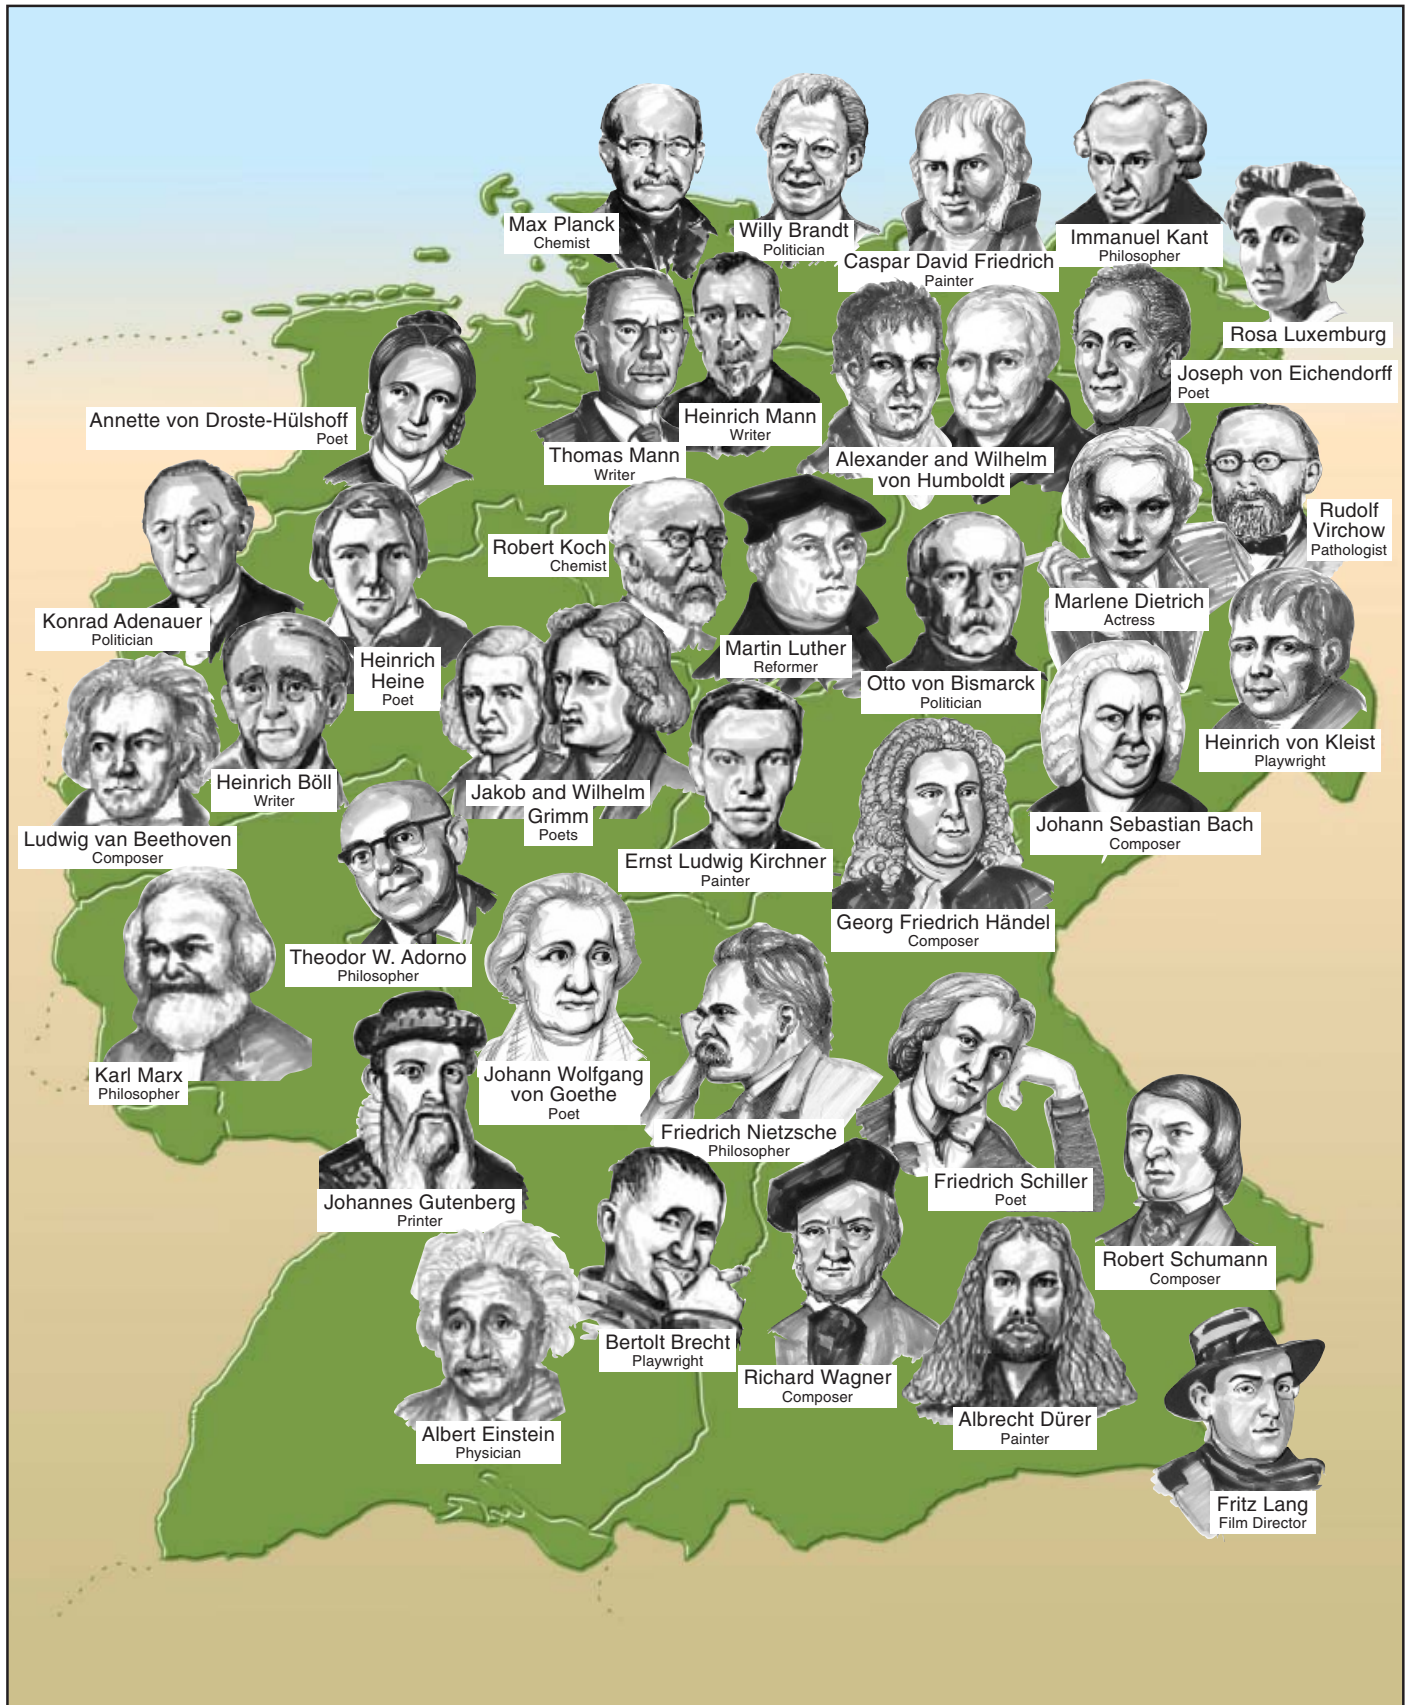 Max Planck
Chemist
Willy Brandt
Politician
Caspar David Friedrich
Painter
Immanuel Kant
Philosopher
Rosa Luxemburg
Joseph von Eichendorff
Poet
Annette von Droste-Hülshoff
Poet
Thomas Mann
Writer
Heinrich Mann
Writer
Alexander and Wilhelm
von Humboldt
Rudolf
Virchow
Pathologist
Robert Koch
Chemist
Marlene Dietrich
Actress
Konrad Adenauer
Politician
Heinrich
Heine
Poet
Martin Luther
Reformer
Otto von Bismarck
Politician
Heinrich von Kleist
Playwright
Heinrich Böll
Writer
Jakob and Wilhelm
Grimm
Poets
Ludwig van Beethoven
Composer
Ernst Ludwig Kirchner
Painter
Johann Sebastian Bach
Composer
Georg Friedrich Händel
Composer
Theodor W. Adorno
Philosopher
Karl Marx
Philosopher
Johann Wolfgang
von Goethe
Poet
Friedrich Nietzsche
Philosopher
Friedrich Schiller
Poet
Johannes Gutenberg
Printer
Robert Schumann
Composer
Bertolt Brecht
Playwright
Richard Wagner
Composer
Albrecht Dürer
Painter
Albert Einstein
Physician
Fritz Lang
Film Director